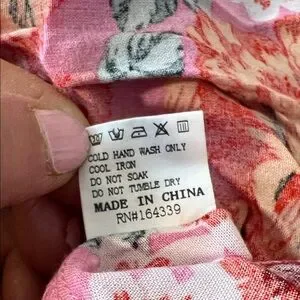 COLD HAND WASH ONLY
COOL IRON
DO NOT SOAK
DO NOT TUMBLE DRY
MADE IN CHINA
RN#164339